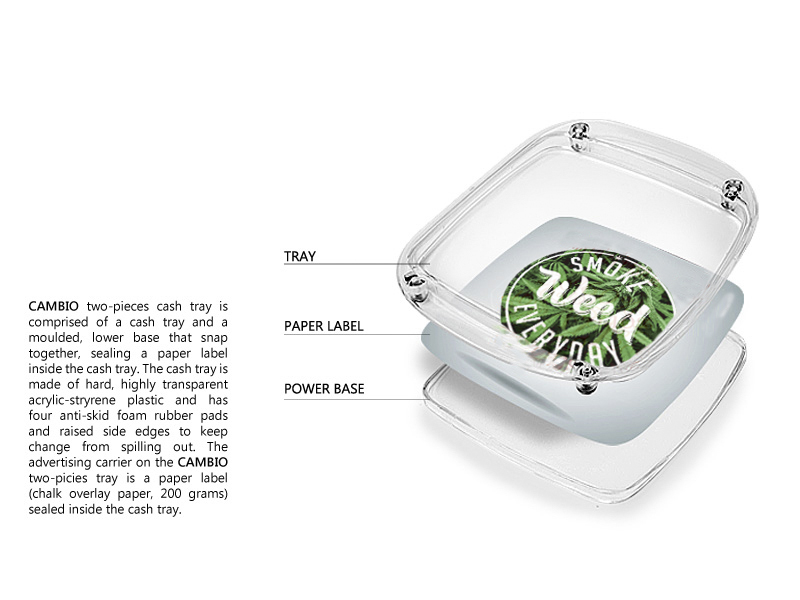 SMOKE
Weed
EVERYDAY
TRAY
PAPER LABEL
POWER BASE
CAMBIO two-pieces cash tray is
comprised of a cash tray and a
moulded, lower base that snap
together, sealing a paper label
inside the cash tray. The cash tray is
made of hard, highly transparent
acrylic-stryrene plastic and has
four anti-skid foam rubber pads
and raised side edges to keep
change from spilling out. The
advertising carrier on the CAMBIO
two-picies tray is a paper label
(chalk overlay paper, 200 grams)
sealed inside the cash tray.